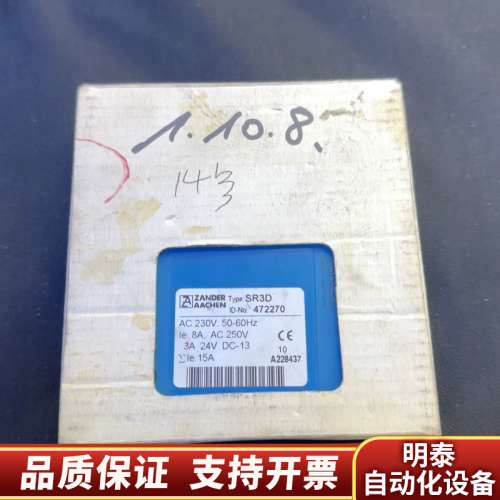 1.10.8.
ZANDER AACHEN Type SR3D
ID-No: 472270
AC 230V, 50-60Hz
Ie: 8A, AC 250V
3A 24V DC-13
∑Ie 15A
CE
10
A228437
品质保证 支持开票
明泰
自动化设备